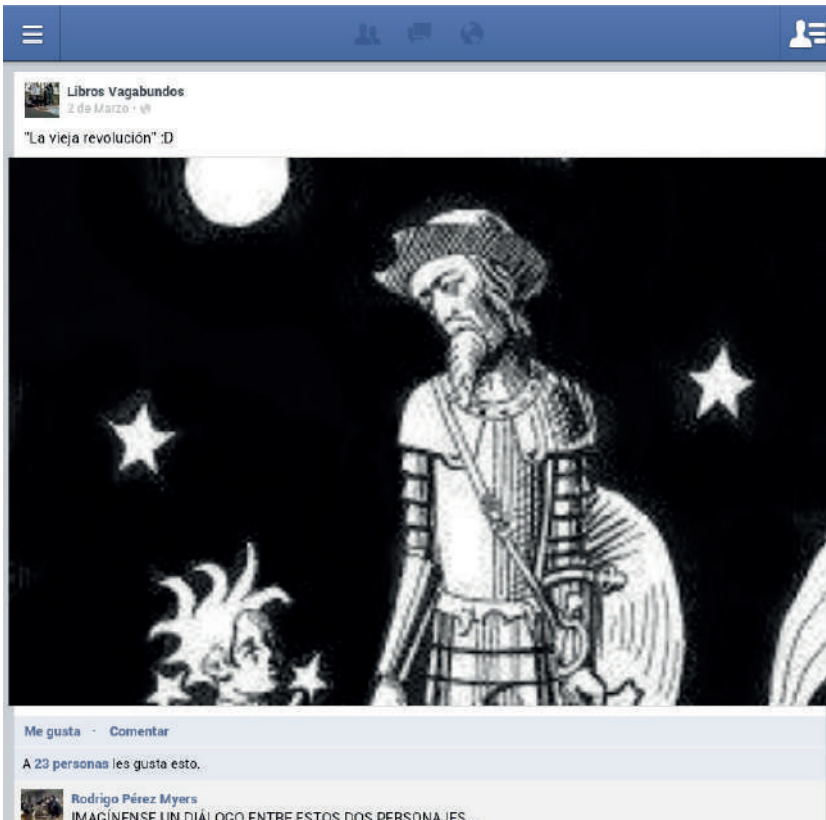 Libros Vagabundos
2 de Marzo ·
"La vieja revolución" :D
Me gusta · Comentar
A 23 personas les gusta esto.
Rodrigo Pérez Myers
IMAGÍNENSE UN DIÁLOGO ENTRE ESTOS DOS PERSONAJES